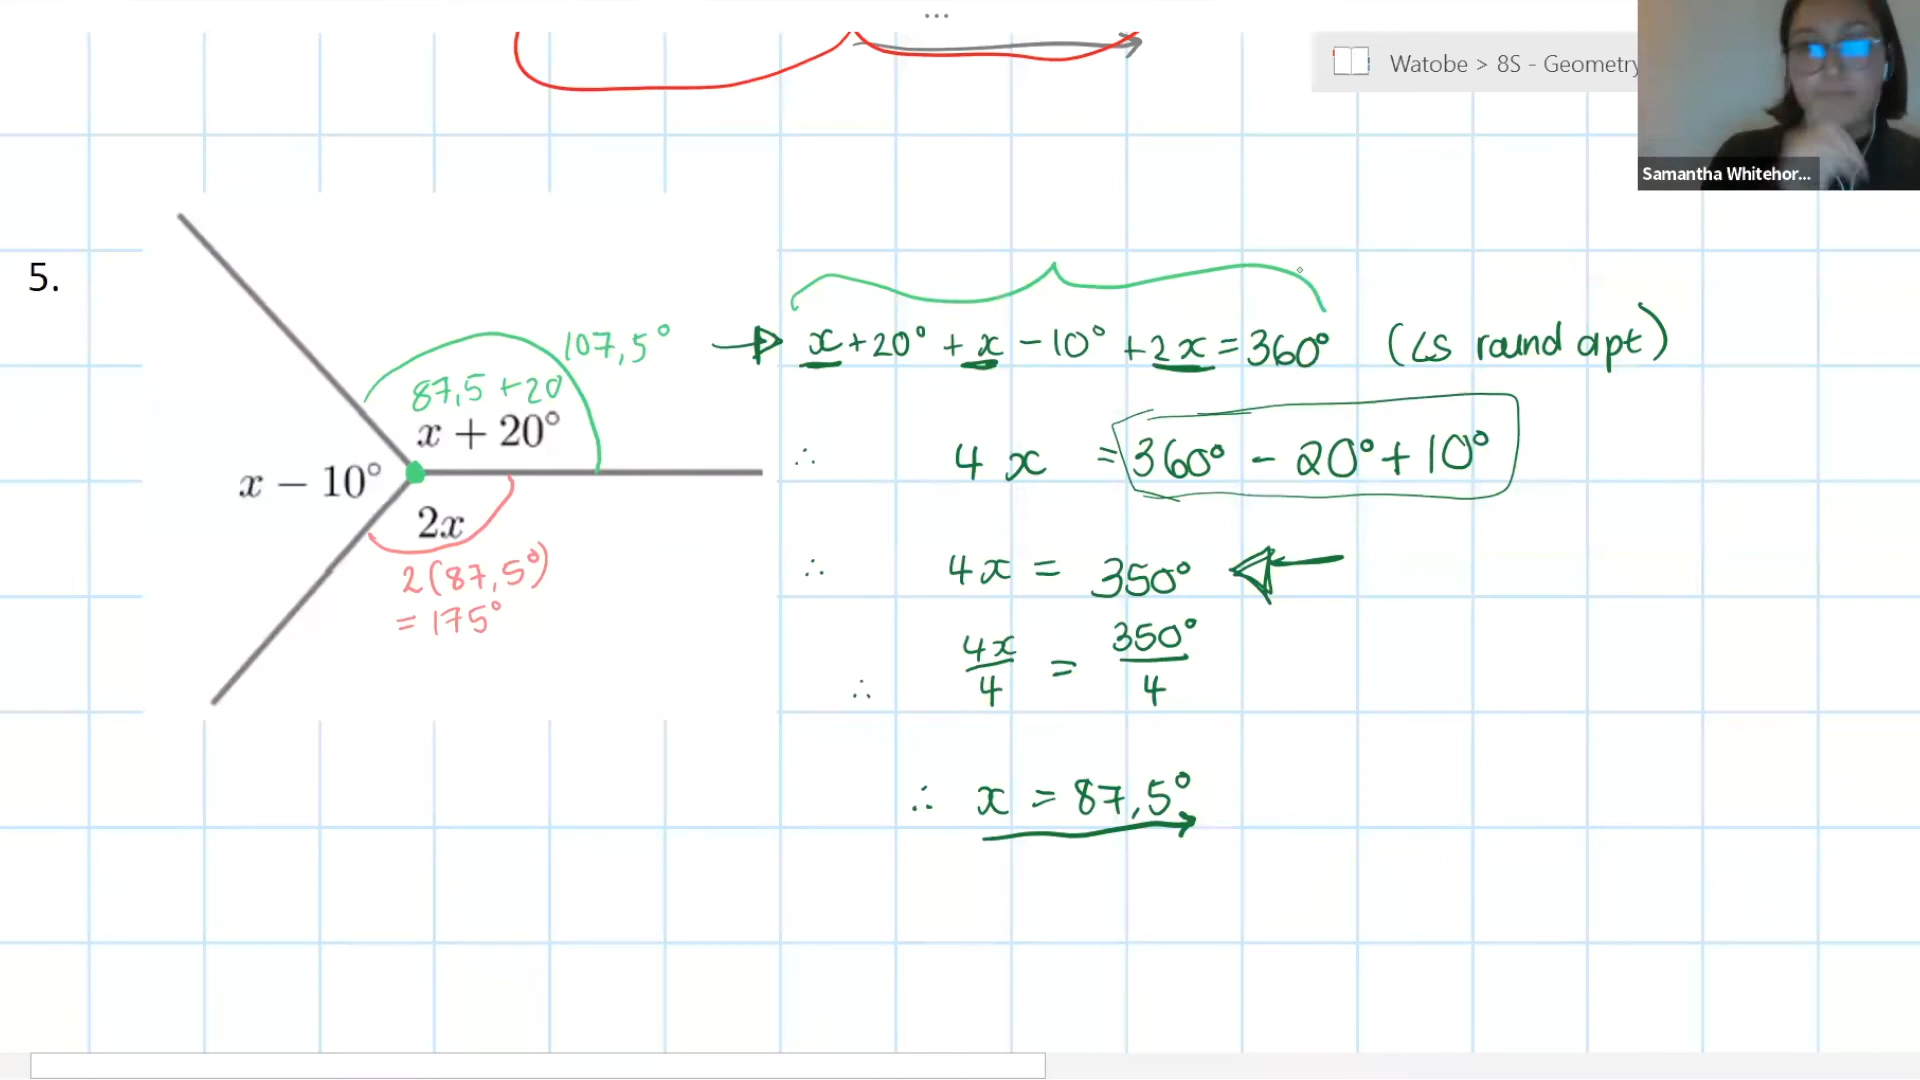 ...
Watobe > 8S - Geometry
Samantha Whitehor...
5.
107,5°
87,5 +20
x + 20°
x − 10°
2x
2(87,5°)
= 175°
x +20° + x − 10° + 2x = 360° (∠s round a pt)
∴ 4x = 360° − 20° + 10°
∴ 4x = 350°
∴ 4x/4 = 350°/4
∴ x = 87,5°